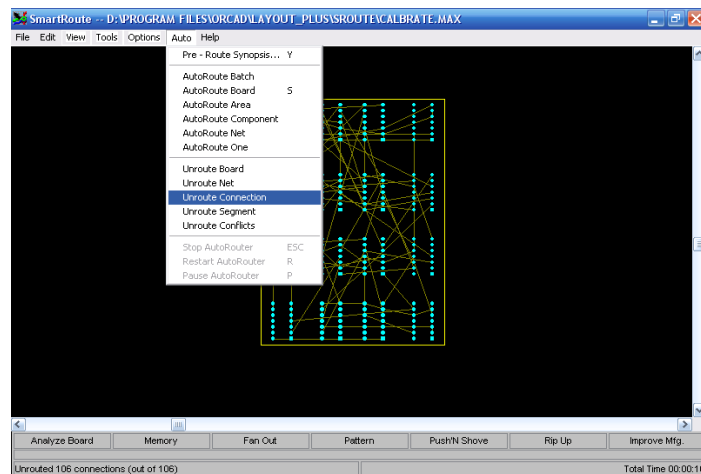 SmartRoute -- D:\PROGRAM FILES\ORCAD\LAYOUT_PLUS\SROUTE\CALBRATE.MAX
File Edit View Tools Options Auto Help
Pre - Route Synopsis... Y
AutoRoute Batch
AutoRoute Board S
AutoRoute Area
AutoRoute Component
AutoRoute Net
AutoRoute One
Unroute Board
Unroute Net
Unroute Connection
Unroute Segment
Unroute Conflicts
Stop AutoRouter ESC
Restart AutoRouter R
Pause AutoRouter P
Analyze Board Memory Fan Out Pattern Push'N Shove Rip Up Improve Mfg.
Unrouted 106 connections (out of 106) Total Time 00:00:1